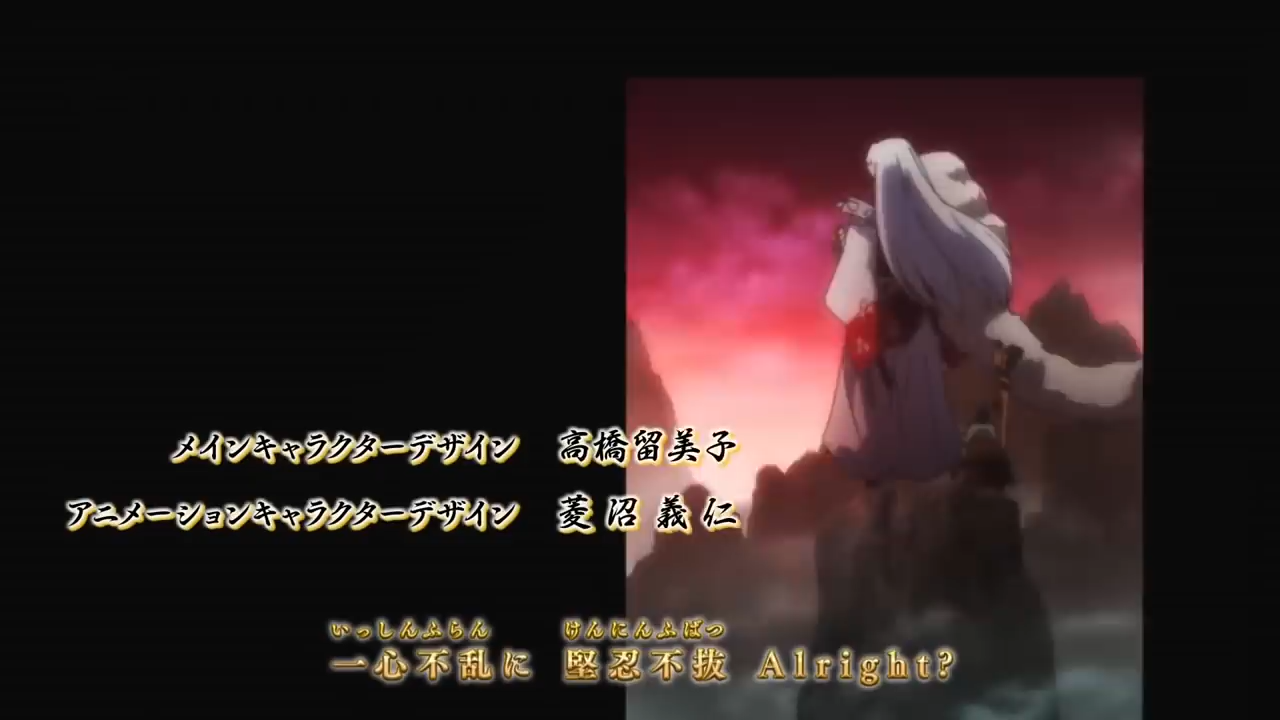 メインキャラクターデザイン　高橋留美子
アニメーションキャラクターデザイン　菱沼義仁
いっしんふらん　けんにんふばつ
一心不乱に　堅忍不抜　Alright?